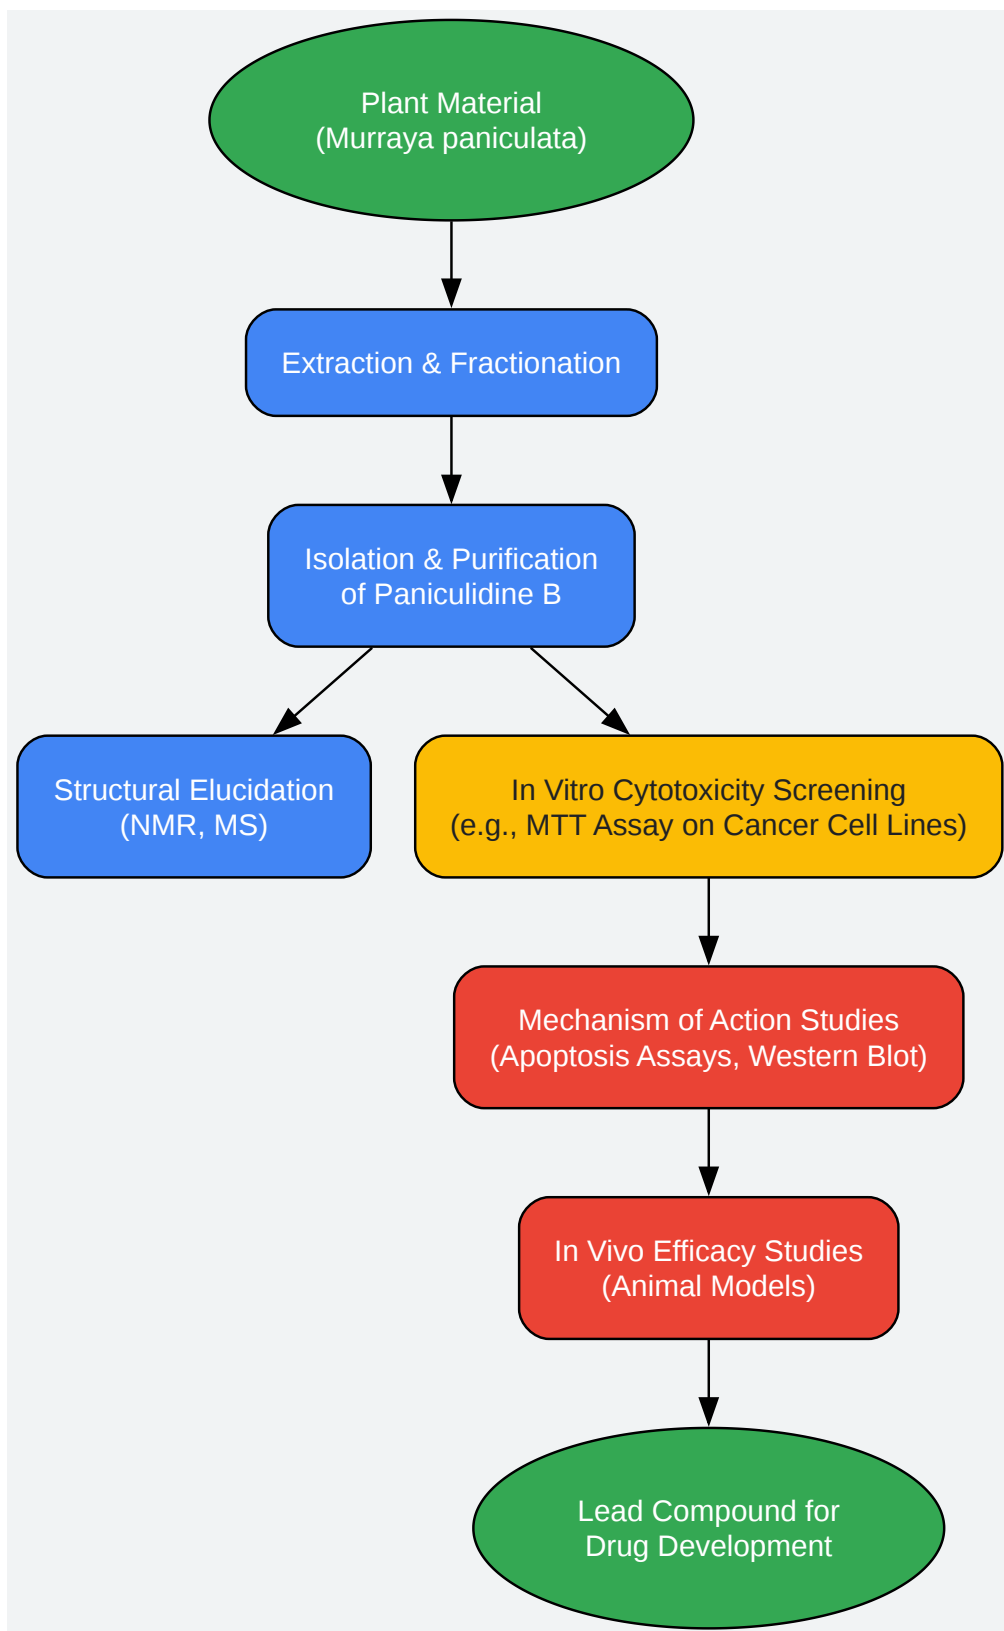 Plant Material
(Murraya paniculata)
Extraction & Fractionation
Isolation & Purification
of Paniculidine B
Structural Elucidation
(NMR, MS)
In Vitro Cytotoxicity Screening
(e.g., MTT Assay on Cancer Cell Lines)
Mechanism of Action Studies
(Apoptosis Assays, Western Blot)
In Vivo Efficacy Studies
(Animal Models)
Lead Compound for
Drug Development